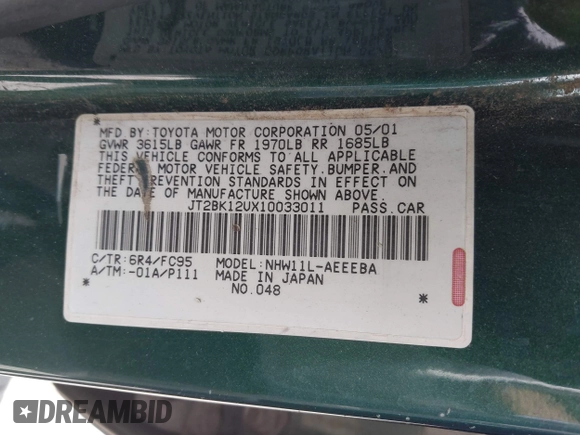 MFD BY:TOYOTA MOTOR CORPORATION 05/01
GVWR 3615LB GAWR FR 1970LB RR 1685LB
THIS VEHICLE CONFORMS TO ALL APPLICABLE
FEDERAL MOTOR VEHICLE SAFETY,BUMPER,AND
THEFT PREVENTION STANDARDS IN EFFECT ON
THE DATE OF MANUFACTURE SHOWN ABOVE.
JT2BK12UX10033011 PASS.CAR
C/TR:6R4/FC95 MODEL:NHW11L-AEEEBA
A/TM:-01A/P111 MADE IN JAPAN
NO.048
DREAMBID